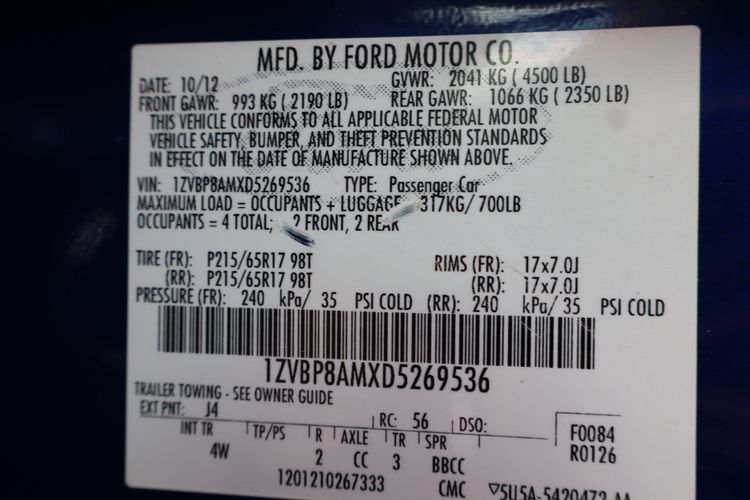 MFD. BY FORD MOTOR CO.
DATE: 10/12 GVWR: 2041 KG ( 4500 LB)
FRONT GAWR: 993 KG ( 2190 LB) REAR GAWR: 1066 KG ( 2350 LB)
THIS VEHICLE CONFORMS TO ALL APPLICABLE FEDERAL MOTOR
VEHICLE SAFETY, BUMPER, AND THEFT PREVENTION STANDARDS
IN EFFECT ON THE DATE OF MANUFACTURE SHOWN ABOVE.
VIN: 1ZVBP8AMXD5269536 TYPE: Passenger Car
MAXIMUM LOAD = OCCUPANTS + LUGGAGE 317KG/ 700LB
OCCUPANTS = 4 TOTAL; 2 FRONT, 2 REAR
TIRE (FR): P215/65R17 98T RIMS (FR): 17x7.0J
(RR): P215/65R17 98T (RR): 17x7.0J
PRESSURE (FR): 240 kPa/ 35 PSI COLD (RR): 240 kPa/ 35 PSI COLD
1ZVBP8AMXD5269536
TRAILER TOWING - SEE OWNER GUIDE
EXT PNT: J4 RC: 56 DSO: F0084
INT TR TP/PS R AXLE TR SPR R0126
4W 2 CC 3 BBCC
1201210267333 CMC